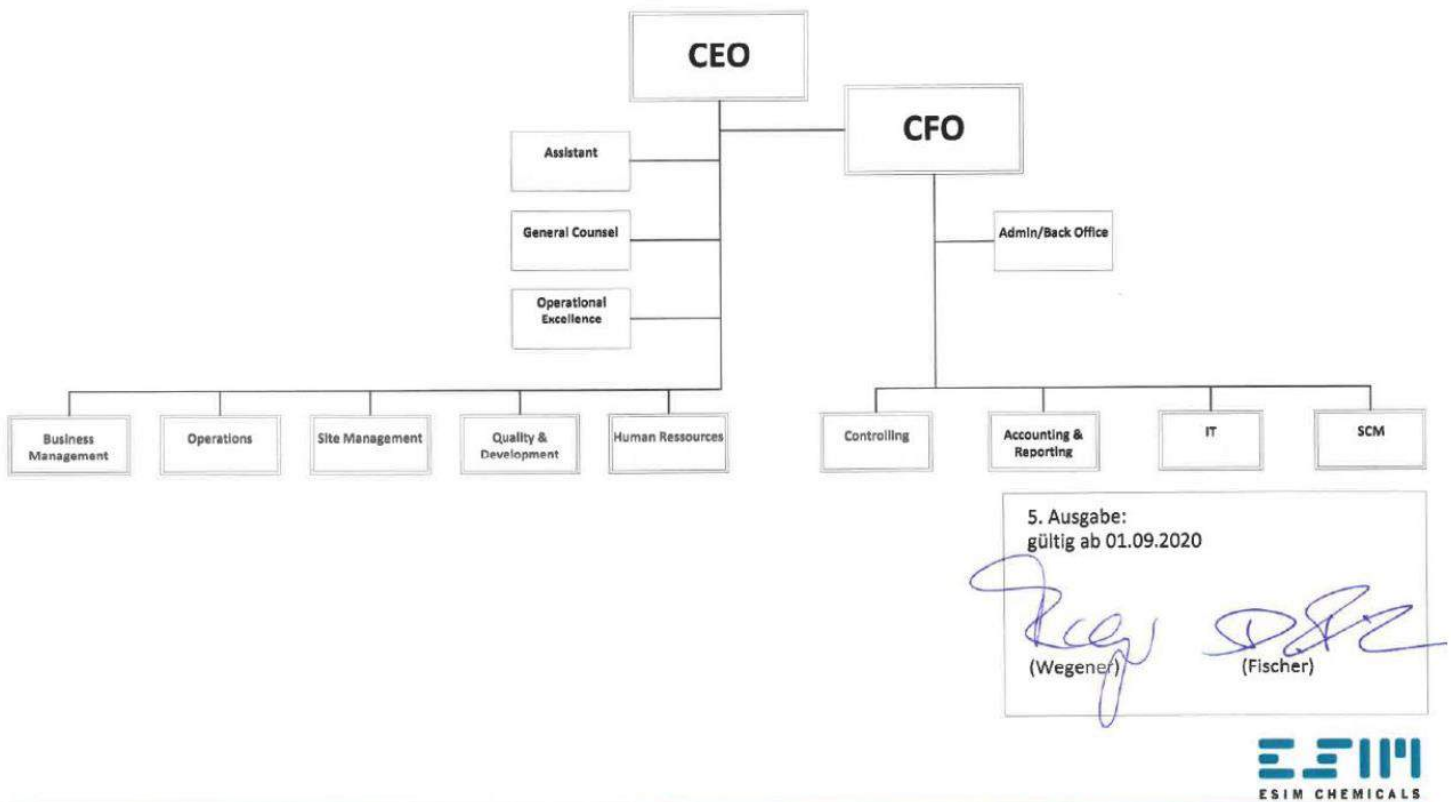 CEO
CFO
Assistant
General Counsel
Admin/Back Office
Operational
Excellence
Business
Management
Operations
Site Management
Quality &
Development
Human Ressources
Controlling
Accounting &
Reporting
IT
SCM
5. Ausgabe:
gültig ab 01.09.2020
(Wegener)
(Fischer)
ESIM
ESIM CHEMICALS